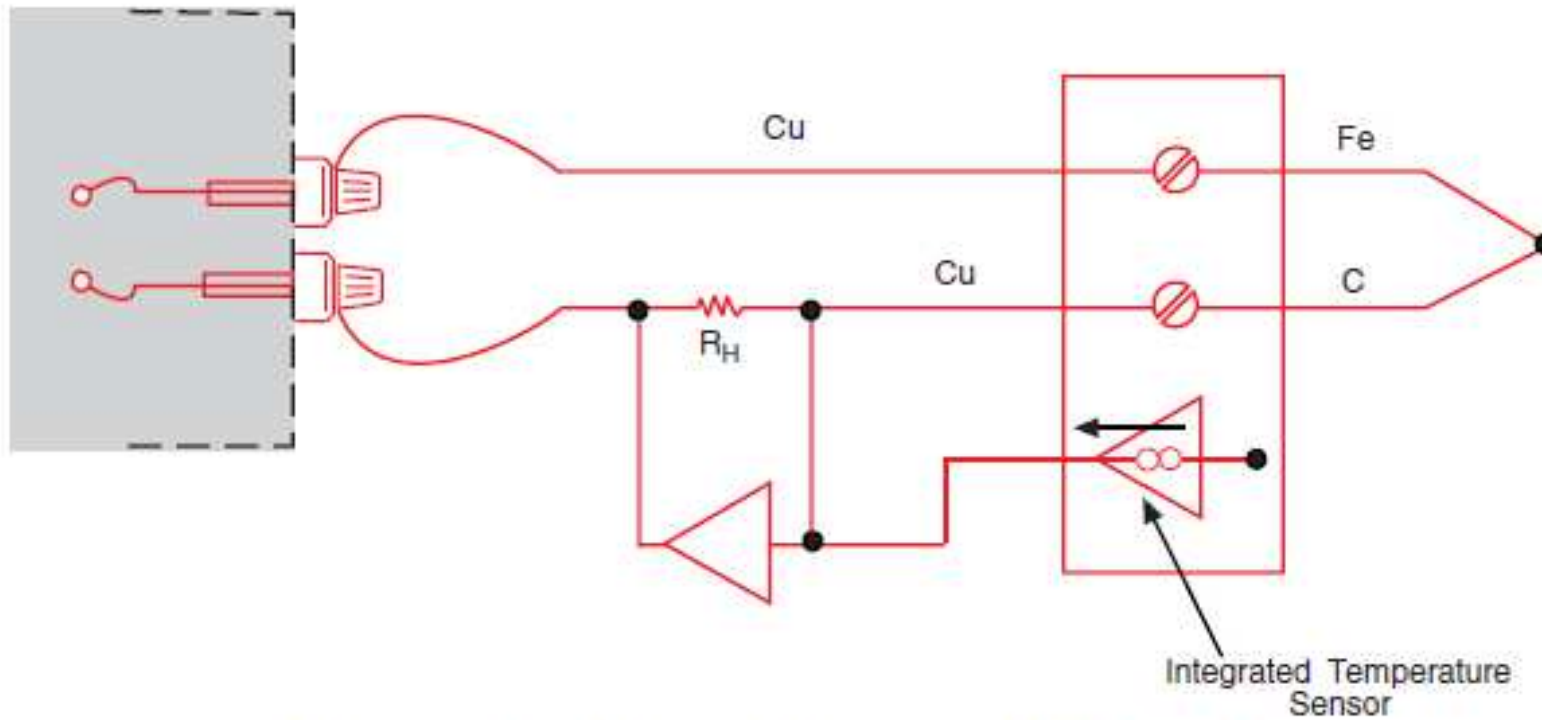 Cu
Fe
Cu
C
RH
Integrated Temperature
Sensor